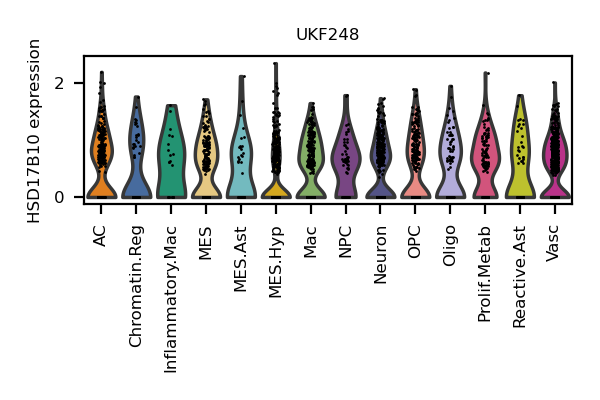 UKF248
HSD17B10 expression
2
0
AC
Chromatin.Reg
Inflammatory.Mac
MES
MES.Ast
MES.Hyp
Mac
NPC
Neuron
OPC
Oligo
Prolif.Metab
Reactive.Ast
Vasc